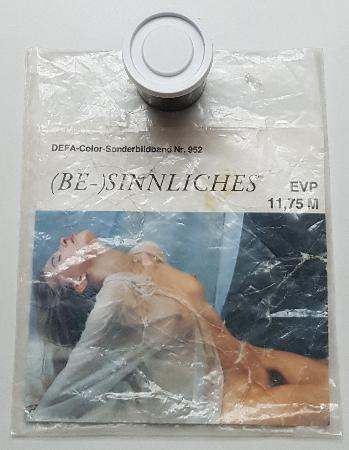 DEFA-Color-Sonderbildband Nr. 952
(BE-)SINNLICHES
EVP
11,75 M